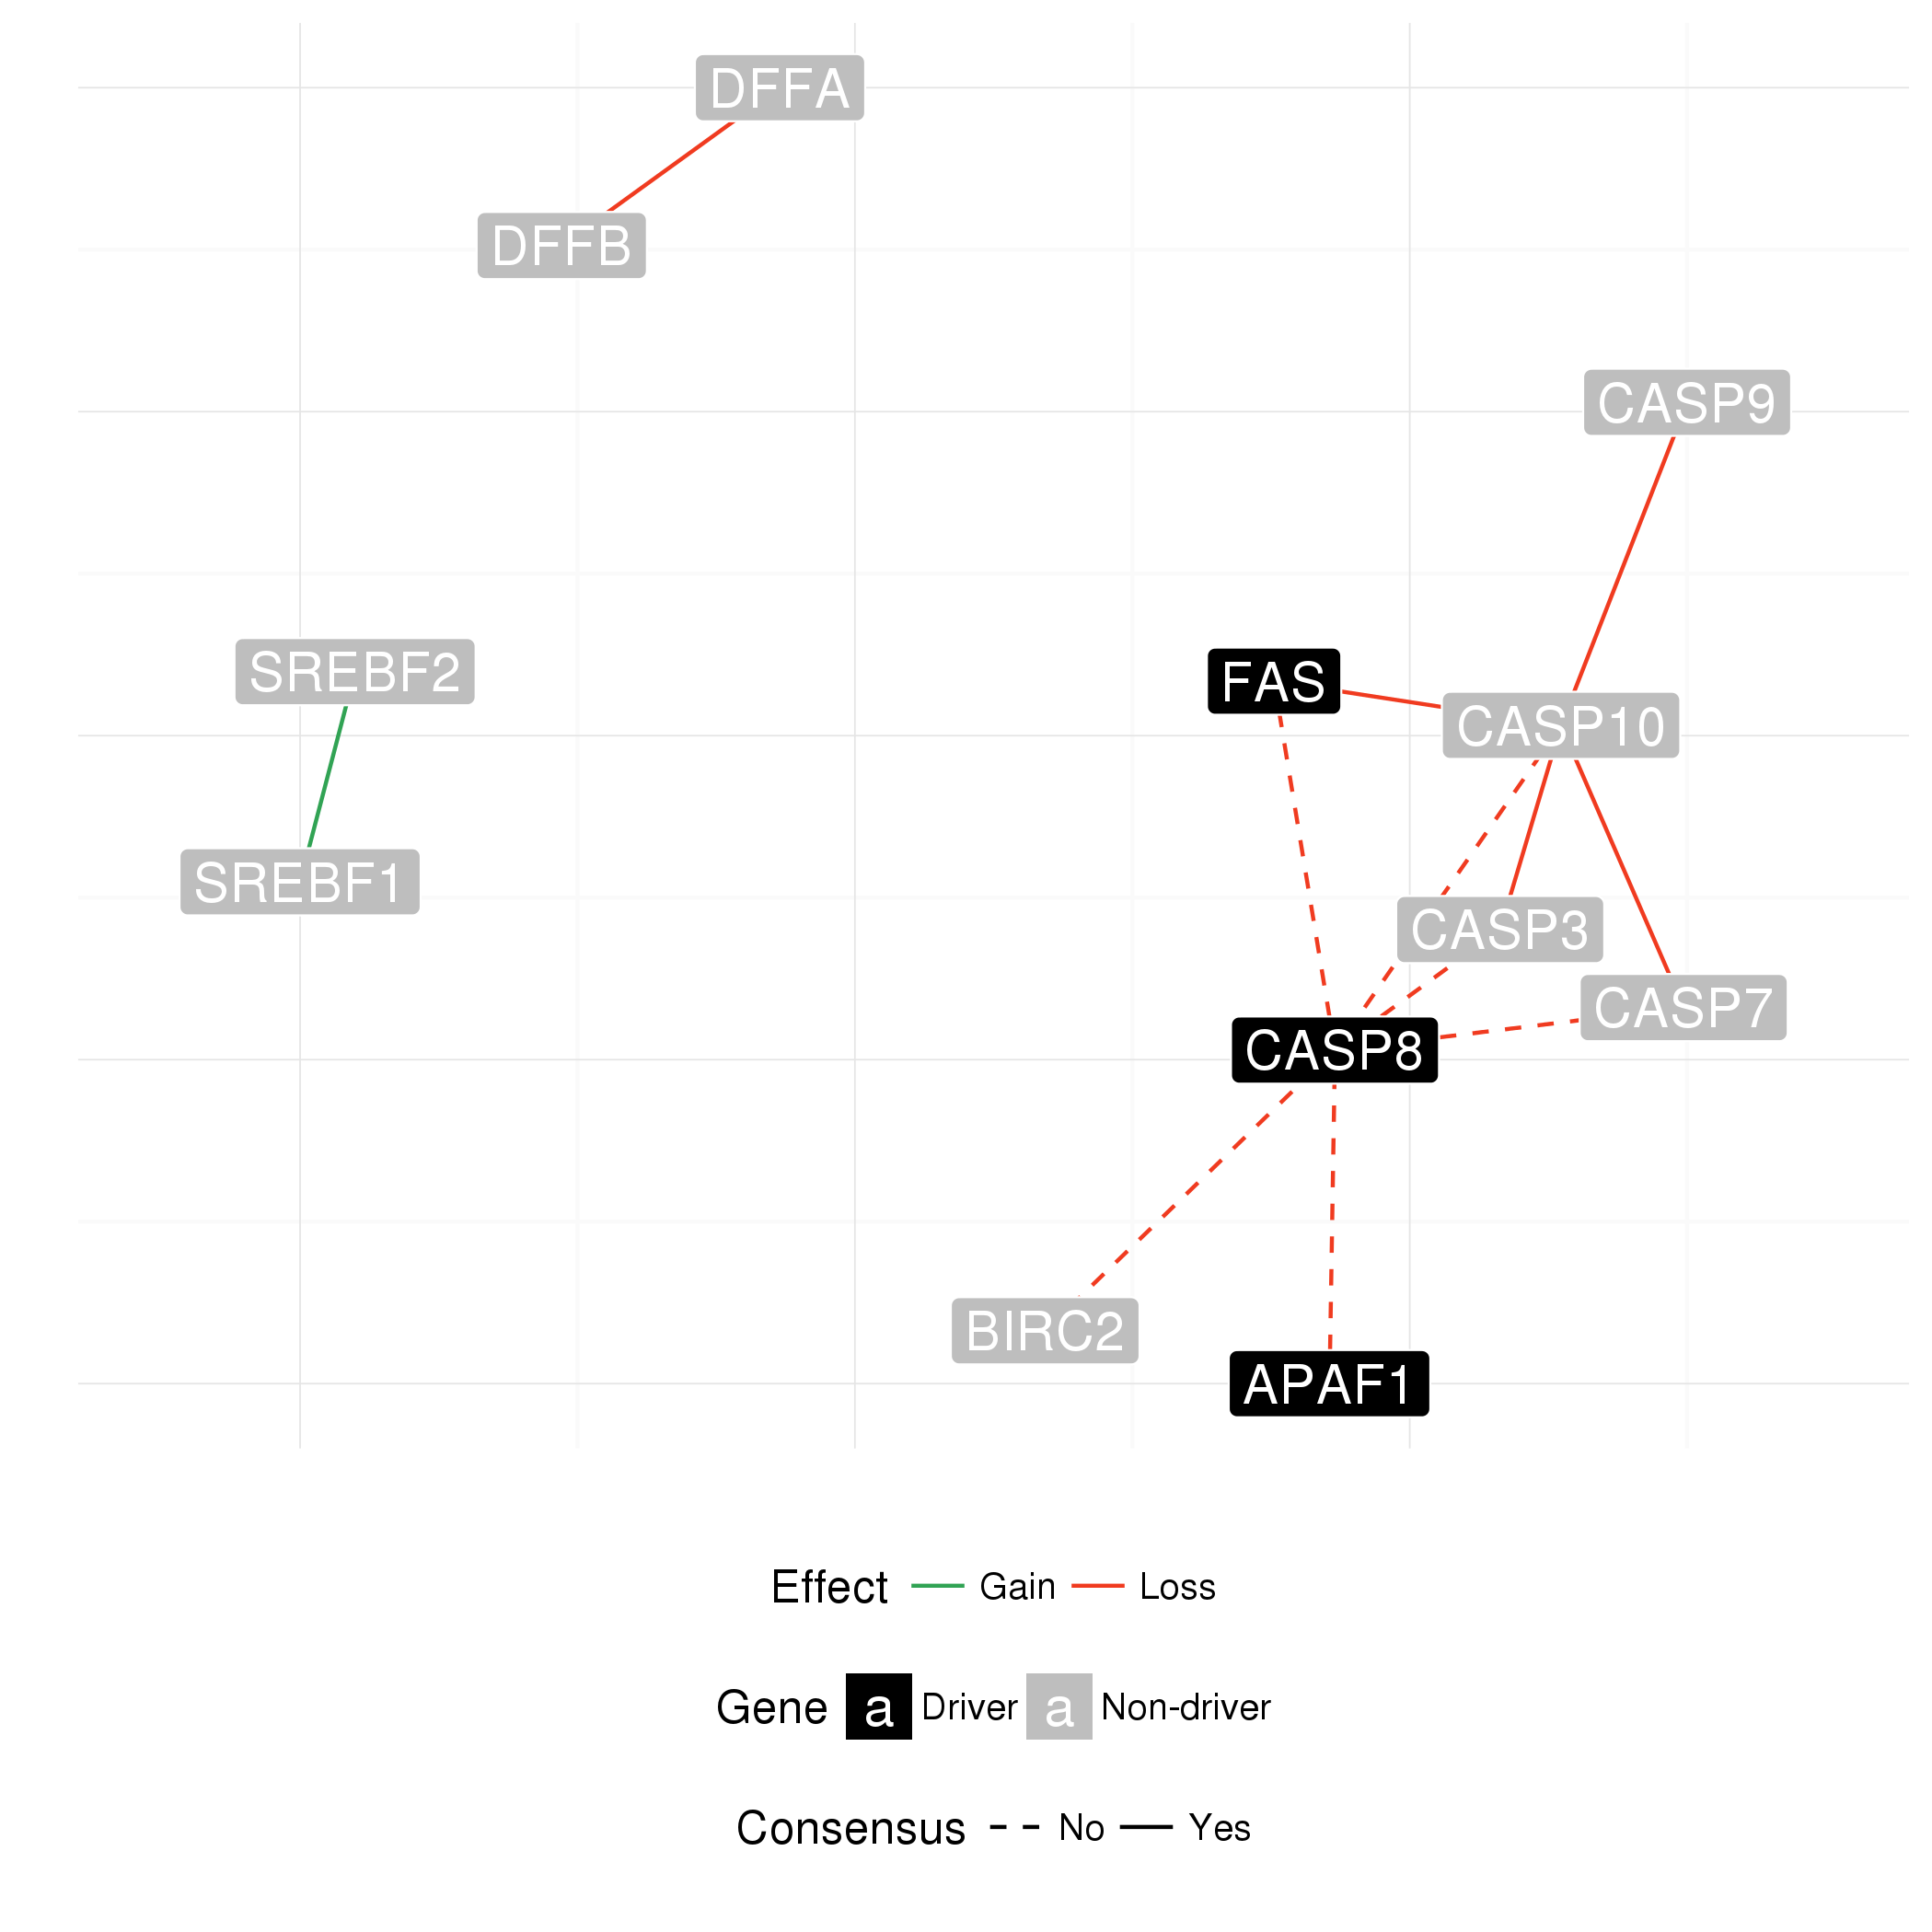 DFFA
DFFB
CASP9
SREBF2
FAS
CASP10
SREBF1
CASP3
CASP7
CASP8
BIRC2
APAF1
Effect Gain Loss
Gene a Driver a Non-driver
Consensus No Yes